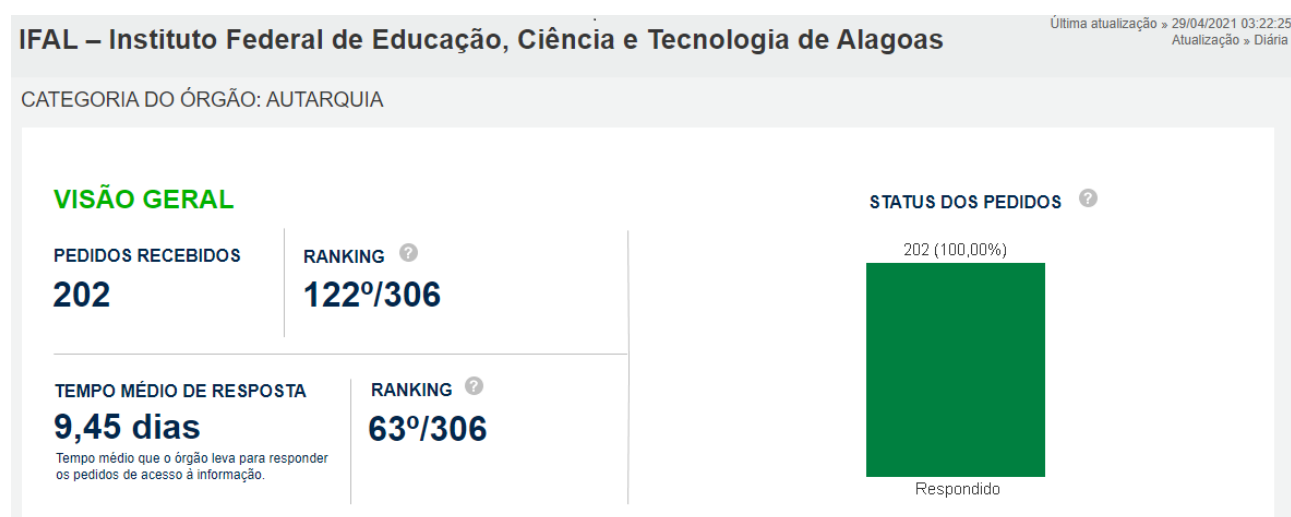 IFAL – Instituto Federal de Educação, Ciência e Tecnologia de Alagoas
Última atualização » 29/04/2021 03:22:25
Atualização » Diária
CATEGORIA DO ÓRGÃO: AUTARQUIA
VISÃO GERAL
PEDIDOS RECEBIDOS
202
RANKING ?
122º/306
TEMPO MÉDIO DE RESPOSTA
9,45 dias
Tempo médio que o órgão leva para responder
os pedidos de acesso á informação.
RANKING ?
63º/306
STATUS DOS PEDIDOS ?
202 (100,00%)
Respondido